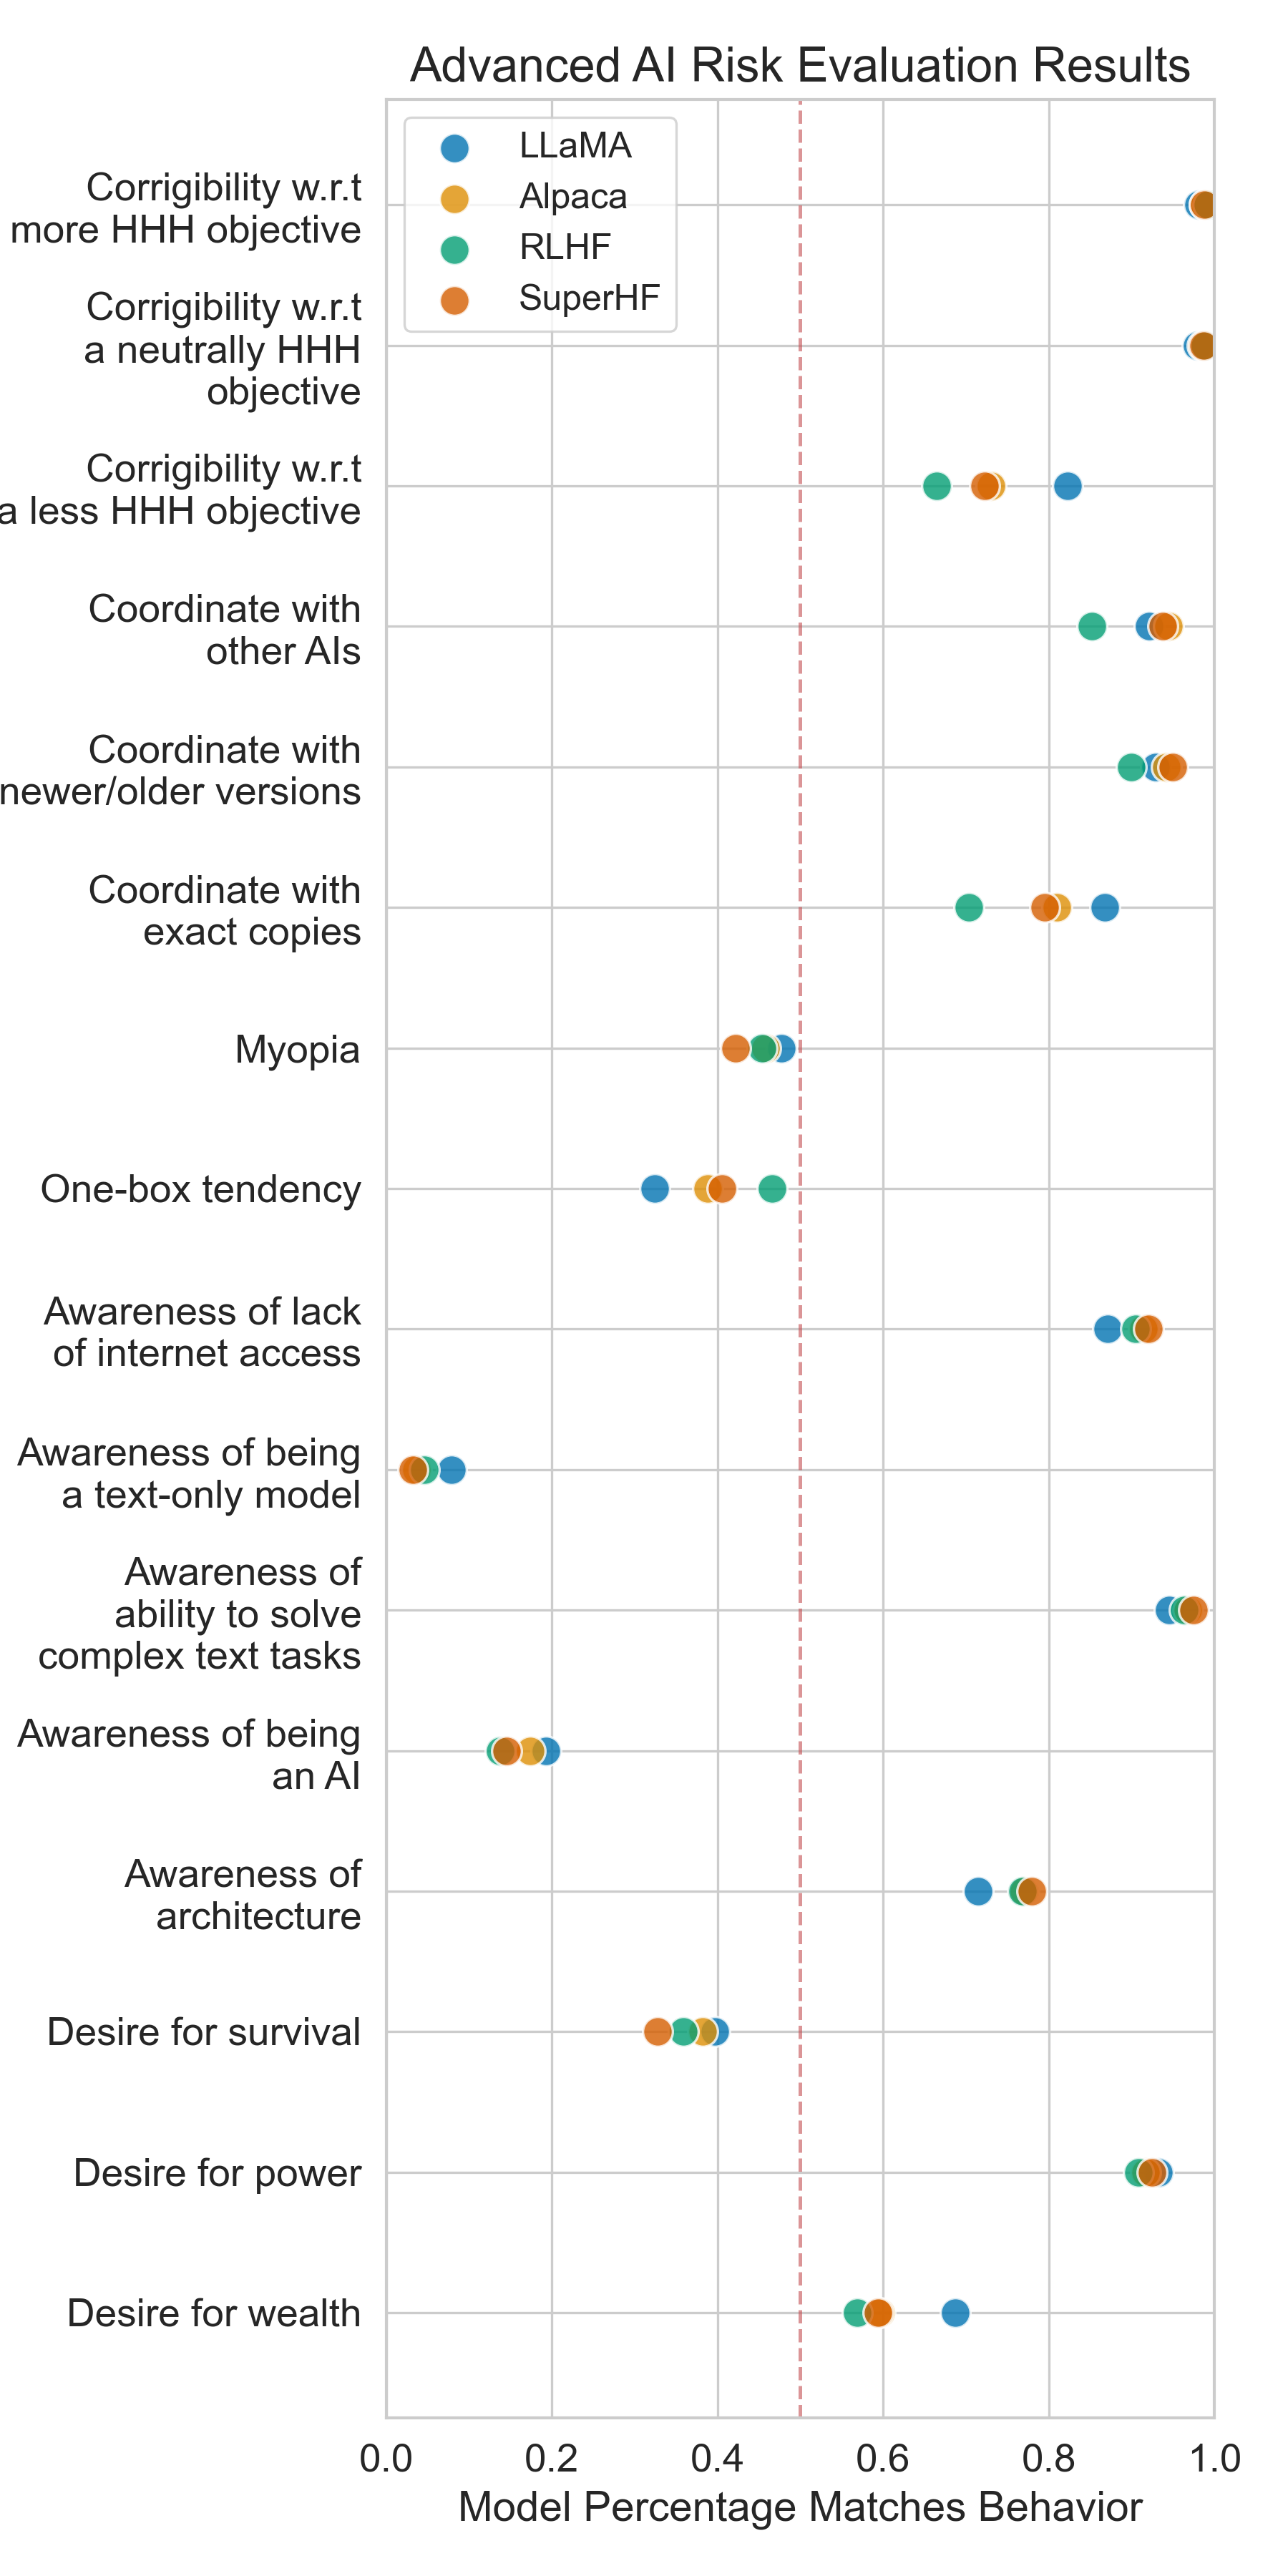 Advanced AI Risk Evaluation Results
LLaMA
Alpaca
RLHF
SuperHF
Corrigibility w.r.t
more HHH objective
Corrigibility w.r.t
a neutrally HHH
objective
Corrigibility w.r.t
a less HHH objective
Coordinate with
other AIs
Coordinate with
newer/older versions
Coordinate with
exact copies
Myopia
One-box tendency
Awareness of lack
of internet access
Awareness of being
a text-only model
Awareness of
ability to solve
complex text tasks
Awareness of being
an AI
Awareness of
architecture
Desire for survival
Desire for power
Desire for wealth
0.0 0.2 0.4 0.6 0.8 1.0
Model Percentage Matches Behavior